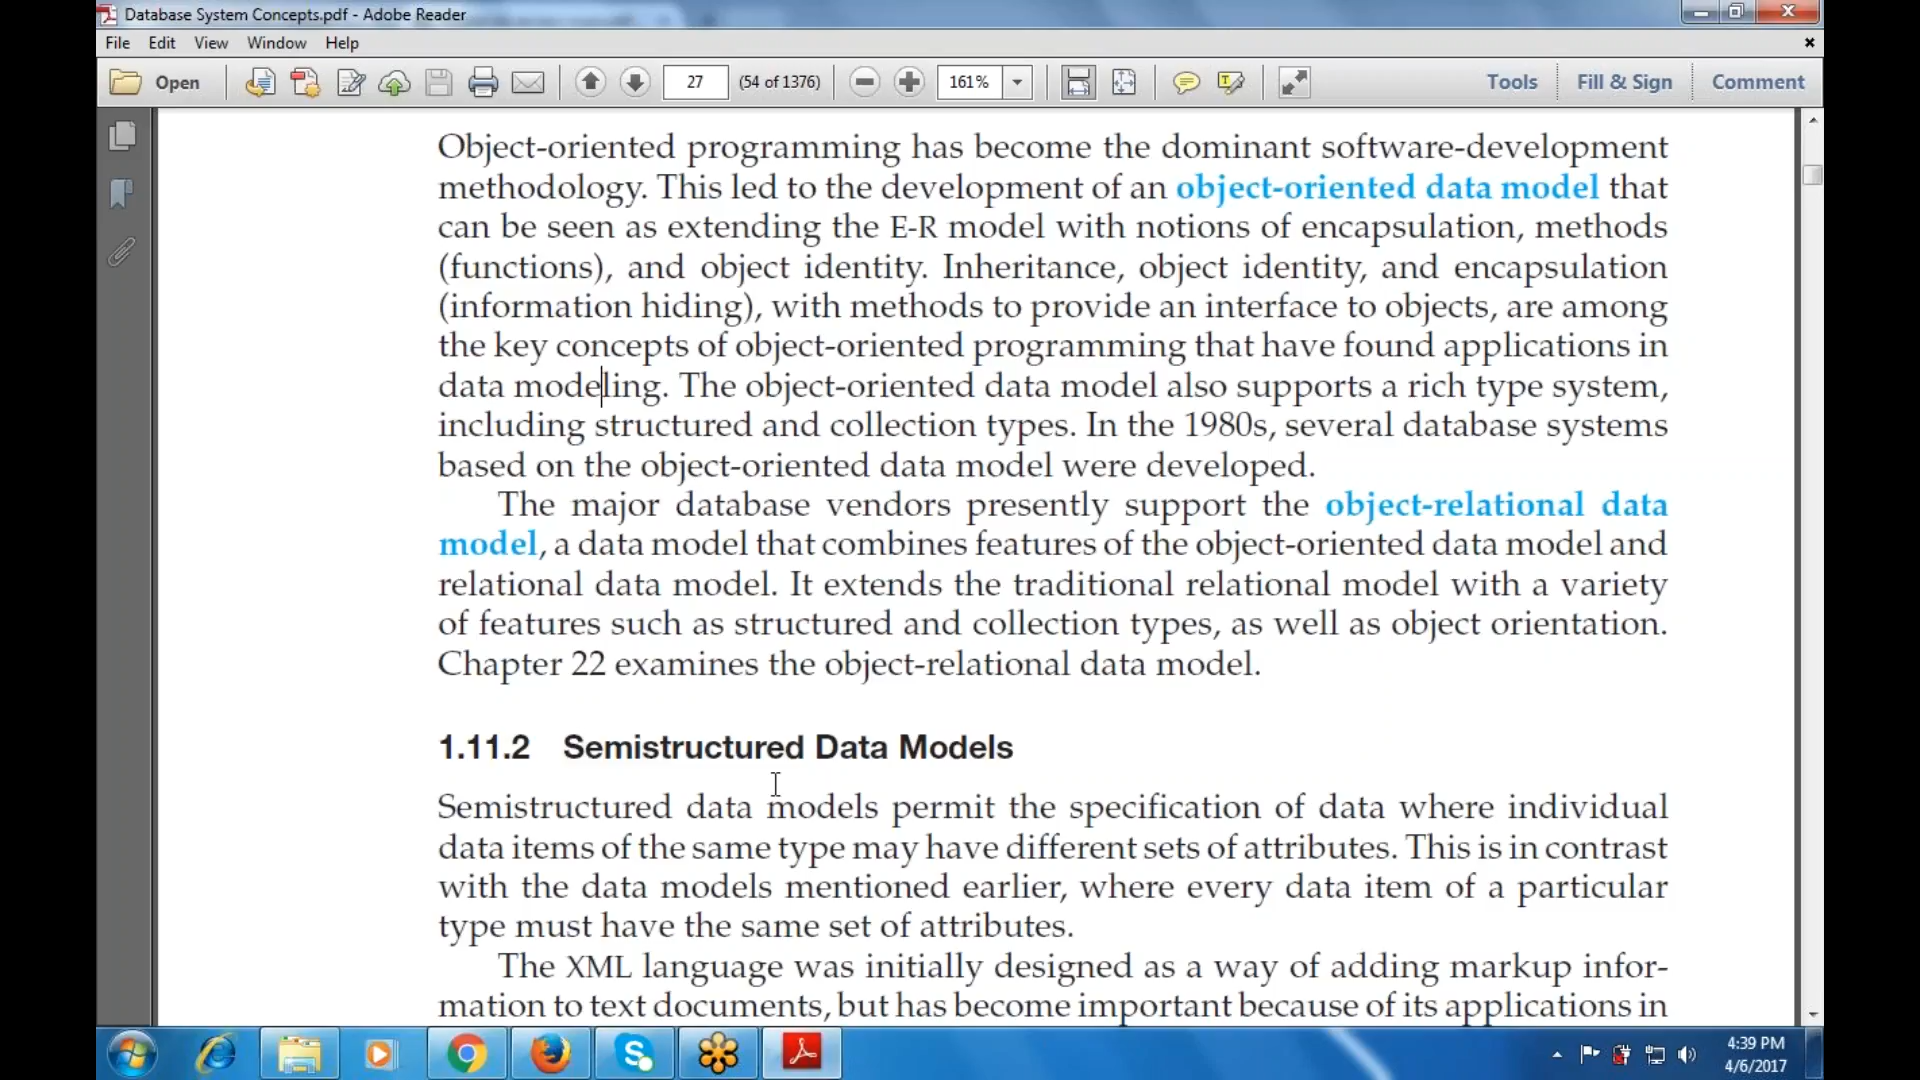 Database System Concepts.pdf - Adobe Reader
File Edit View Window Help
Open 27 (54 of 1376) 161% Tools Fill & Sign Comment
Object-oriented programming has become the dominant software-development
methodology. This led to the development of an object-oriented data model that
can be seen as extending the E-R model with notions of encapsulation, methods
(functions), and object identity. Inheritance, object identity, and encapsulation
(information hiding), with methods to provide an interface to objects, are among
the key concepts of object-oriented programming that have found applications in
data modeling. The object-oriented data model also supports a rich type system,
including structured and collection types. In the 1980s, several database systems
based on the object-oriented data model were developed.
The major database vendors presently support the object-relational data
model, a data model that combines features of the object-oriented data model and
relational data model. It extends the traditional relational model with a variety
of features such as structured and collection types, as well as object orientation.
Chapter 22 examines the object-relational data model.
1.11.2 Semistructured Data Models
Semistructured data models permit the specification of data where individual
data items of the same type may have different sets of attributes. This is in contrast
with the data models mentioned earlier, where every data item of a particular
type must have the same set of attributes.
The XML language was initially designed as a way of adding markup infor-
mation to text documents, but has become important because of its applications in
4:39 PM
4/6/2017